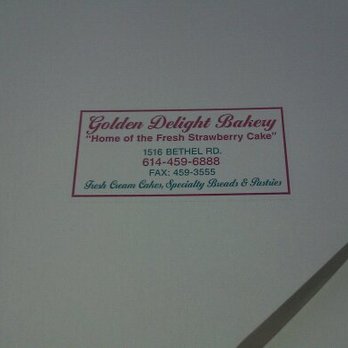 Golden Delight Bakery
"Home of the Fresh Strawberry Cake"
1516 BETHEL RD.
614-459-6888
FAX: 459-3555
Fresh Cream Cakes, Specialty Breads & Pastries